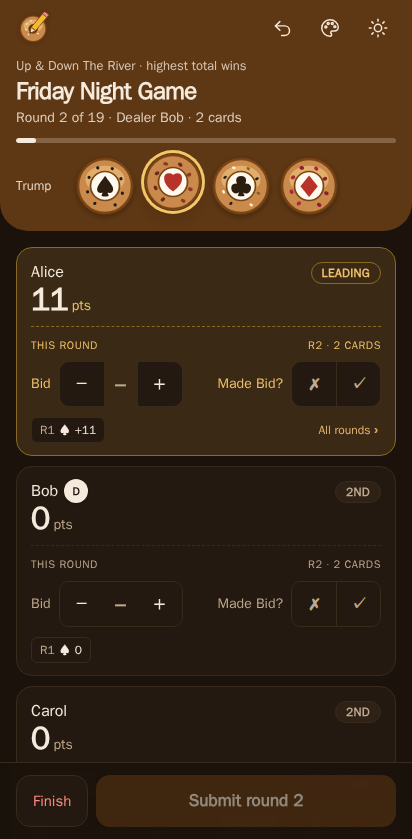 Up & Down The River · highest total wins
Friday Night Game
Round 2 of 19 · Dealer Bob · 2 cards
Trump
Alice
LEADING
11 pts
THIS ROUND
R2 · 2 CARDS
Bid − – +
Made Bid? ✗ ✓
R1 ♠ +11
All rounds ›
Bob D
2ND
0 pts
THIS ROUND
R2 · 2 CARDS
Bid − – +
Made Bid? ✗ ✓
R1 ♠ 0
Carol
2ND
0 pts
Finish
Submit round 2